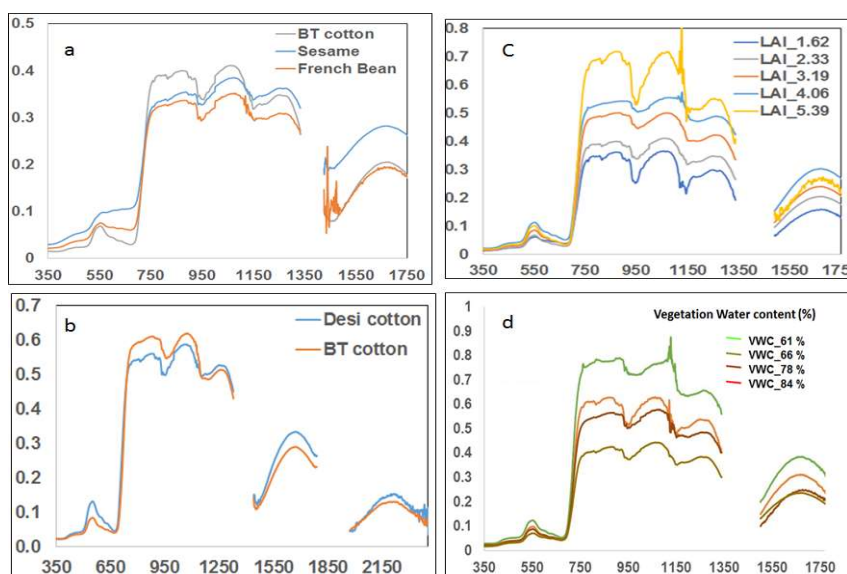 a
BT cotton
Sesame
French Bean
0.5
0.4
0.3
0.2
0.1
0
350 550 750 950 1150 1350 1550 1750
C
LAI_1.62
LAI_2.33
LAI_3.19
LAI_4.06
LAI_5.39
0.8
0.7
0.6
0.5
0.4
0.3
0.2
0.1
0
350 550 750 950 1150 1350 1550 1750
b
Desi cotton
BT cotton
0.7
0.6
0.5
0.4
0.3
0.2
0.1
0.0
350 650 950 1250 1550 1850 2150
d
Vegetation Water content (%)
VWC_61 %
VWC_66 %
VWC_78 %
VWC_84 %
1
0.9
0.8
0.7
0.6
0.5
0.4
0.3
0.2
0.1
0
350 550 750 950 1150 1350 1550 1750